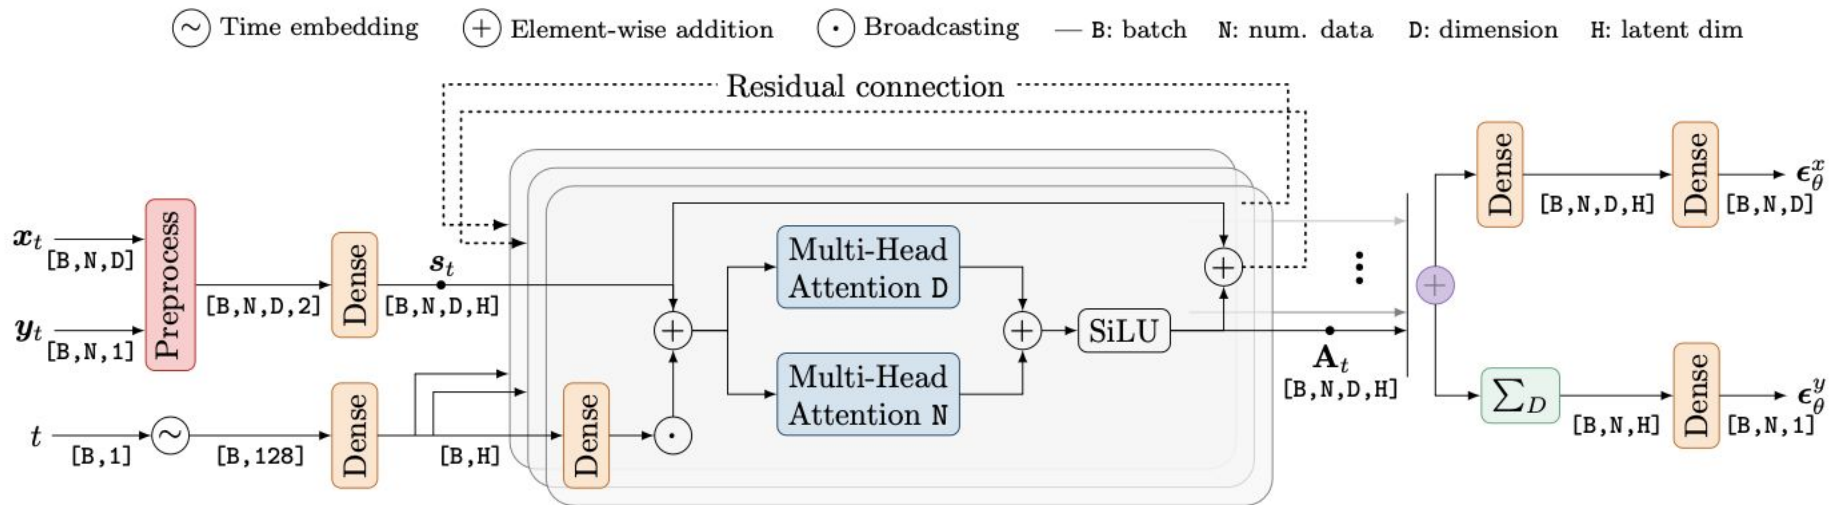 ~ Time embedding + Element-wise addition · Broadcasting — B: batch N: num. data D: dimension H: latent dim
Residual connection
x_t
[B,N,D]
y_t
[B,N,1]
Preprocess
[B,N,D,2]
Dense
s_t
[B,N,D,H]
t
[B,1]
~
[B,128]
Dense
[B,H]
Dense
·
+
Multi-Head
Attention D
Multi-Head
Attention N
+
SiLU
+
A_t
[B,N,D,H]
⋮
+
Dense
[B,N,D,H]
Dense
[B,N,D]
ϵ_θ^x
∑_D
[B,N,H]
Dense
[B,N,1]
ϵ_θ^y